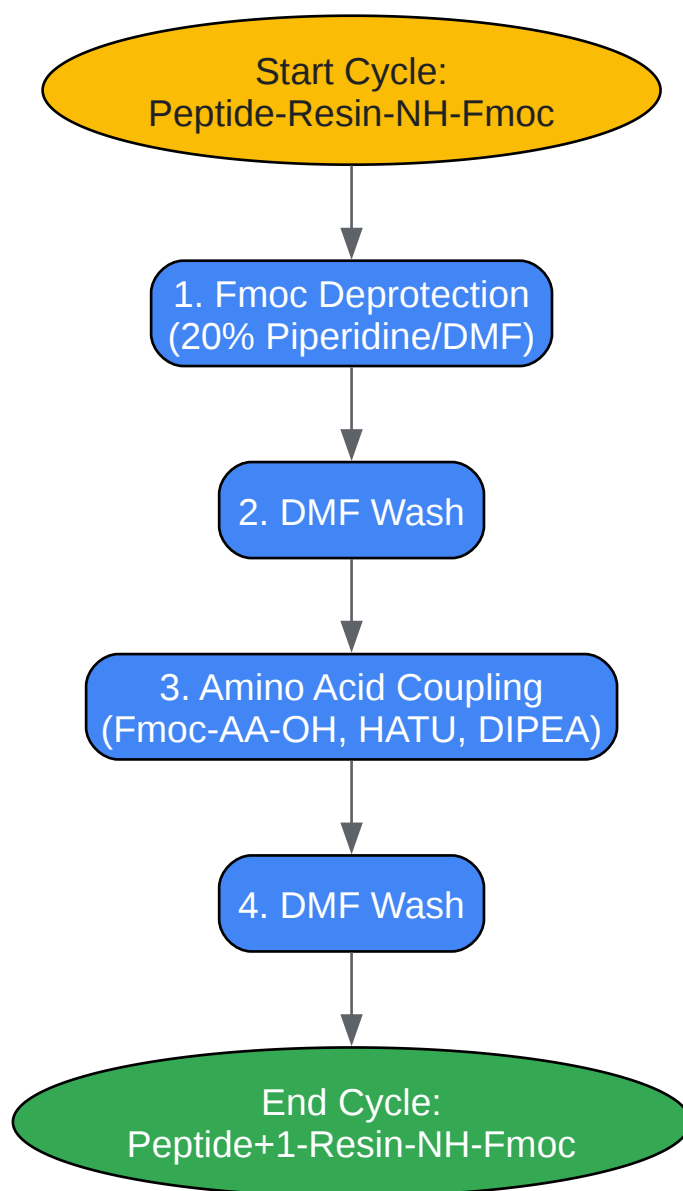 Start Cycle:
Peptide-Resin-NH-Fmoc
1. Fmoc Deprotection
(20% Piperidine/DMF)
2. DMF Wash
3. Amino Acid Coupling
(Fmoc-AA-OH, HATU, DIPEA)
4. DMF Wash
End Cycle:
Peptide+1-Resin-NH-Fmoc